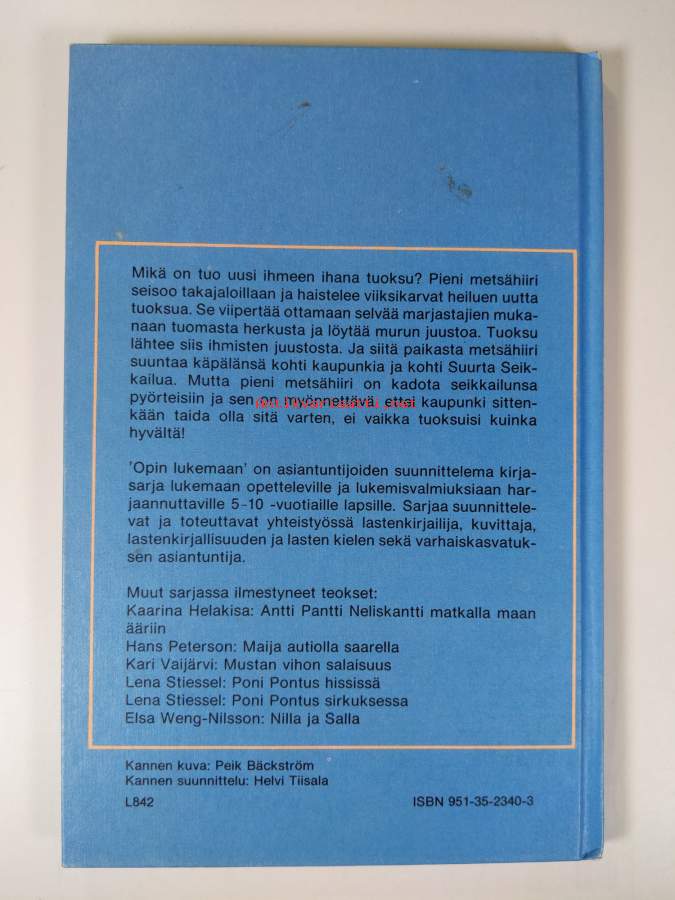 Mikä on tuo uusi ihmeen ihana tuoksu? Pieni metsähiiri
seisoo takajaloillaan ja haistelee viiksikarvat heiluen uutta
tuoksua. Se viipertää ottamaan selvää marjastajien muka-
naan tuomasta herkusta ja löytää murun juustoa. Tuoksu
lähtee siis ihmisten juustosta. Ja siitä paikasta metsähiiri
suuntaa käpälänsä kohti kaupunkia ja kohti Suurta Seik-
kailua. Mutta pieni metsähiiri on kadota seikkailunsa
pyörteisiin ja sen on myönnettävä, ettei kaupunki sitten-
kään taida olla sitä varten, ei vaikka tuoksuisi kuinka
hyvältä!
'Opin lukemaan' on asiantuntijoiden suunnittelema kirja-
sarja lukemaan opetteleville ja lukemisvalmiuksiaan har-
jaannuttaville 5-10 -vuotiaille lapsille. Sarjaa suunnittele-
vat ja toteuttavat yhteistyössä lastenkirjailija, kuvittaja,
lastenkirjallisuuden ja lasten kielen sekä varhaiskasvatuk-
sen asiantuntija.
Muut sarjassa ilmestyneet teokset:
Kaarina Helakisa: Antti Pantti Neliskantti matkalla maan
ääriin
Hans Peterson: Maija autiolla saarella
Kari Vaijärvi: Mustan vihon salaisuus
Lena Stiessel: Poni Pontus hississä
Lena Stiessel: Poni Pontus sirkuksessa
Elsa Weng-Nilsson: Nilla ja Salla
Kannen kuva: Peik Bäckström
Kannen suunnittelu: Helvi Tiisala
L842 ISBN 951-35-2340-3